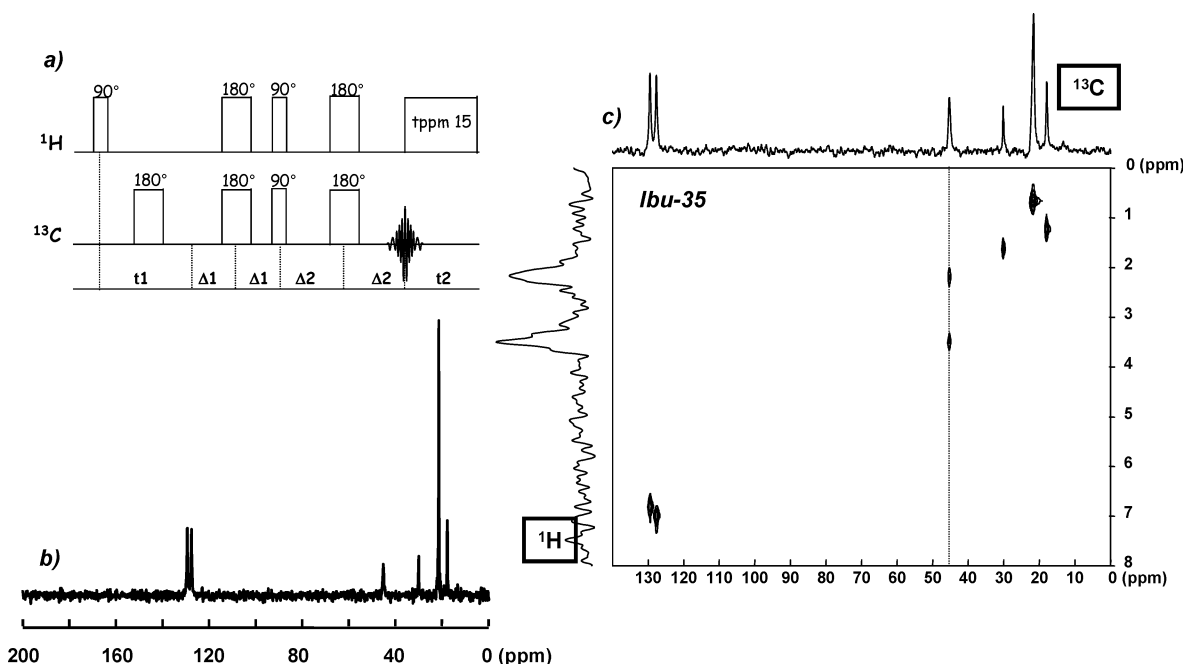 a)
90° 180° 90° 180°
¹H
tppm 15
180° 180° 90° 180°
¹³C
t1 Δ1 Δ1 Δ2 Δ2 t2
b)
200 160 120 80 40 0 (ppm)
c)
¹³C
Ibu-35
0 (ppm)
1
2
3
4
5
6
7
8
¹H
130 120 110 100 90 80 70 60 50 40 30 20 10 0 (ppm)